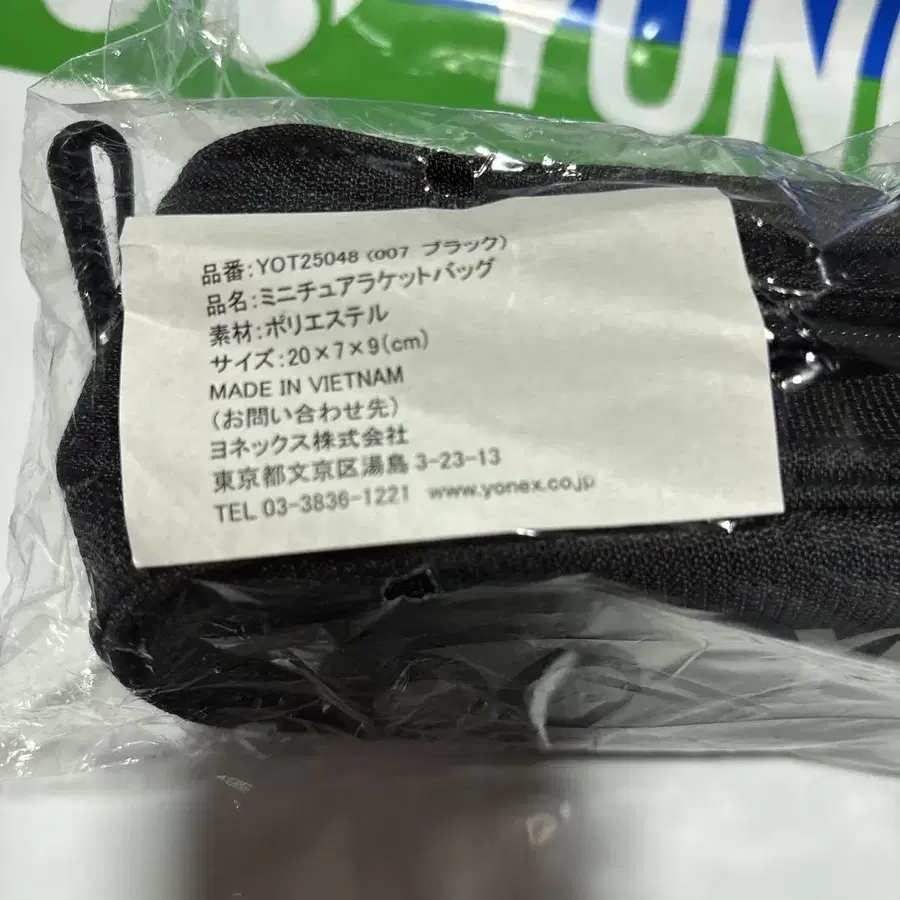 YONE
品番:YOT25048 (007 ブラック)
品名:ミニチュアラケットバッグ
素材:ポリエステル
サイズ:20×7×9(cm)
MADE IN VIETNAM
(お問い合わせ先)
ヨネックス株式会社
東京都文京区湯島 3-23-13
TEL 03-3836-1221 www.yonex.co.jp